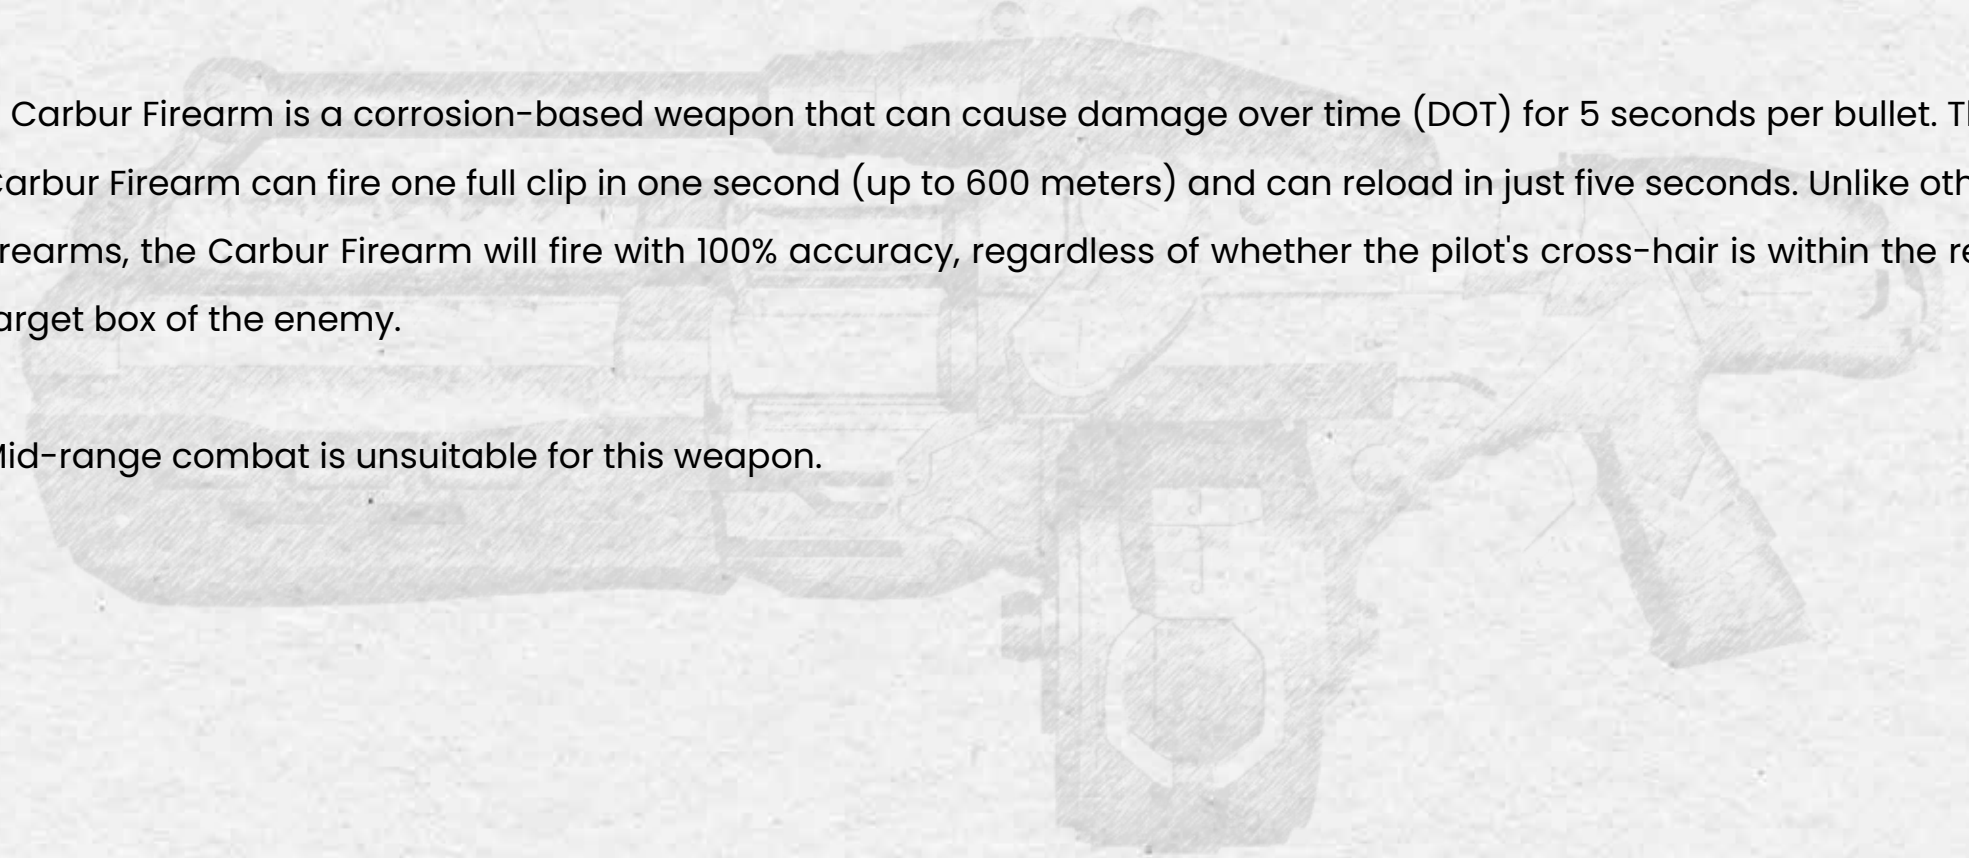 Carbur Firearm is a corrosion-based weapon that can cause damage over time (DOT) for 5 seconds per bullet.
Carbur Firearm can fire one full clip in one second (up to 600 meters) and can reload in just five seconds. Unlike
the Carbur Firearm will fire with 100% accuracy, regardless of whether the pilot's cross-hair is within the
box of the enemy.
Mid-range combat is unsuitable for this weapon.